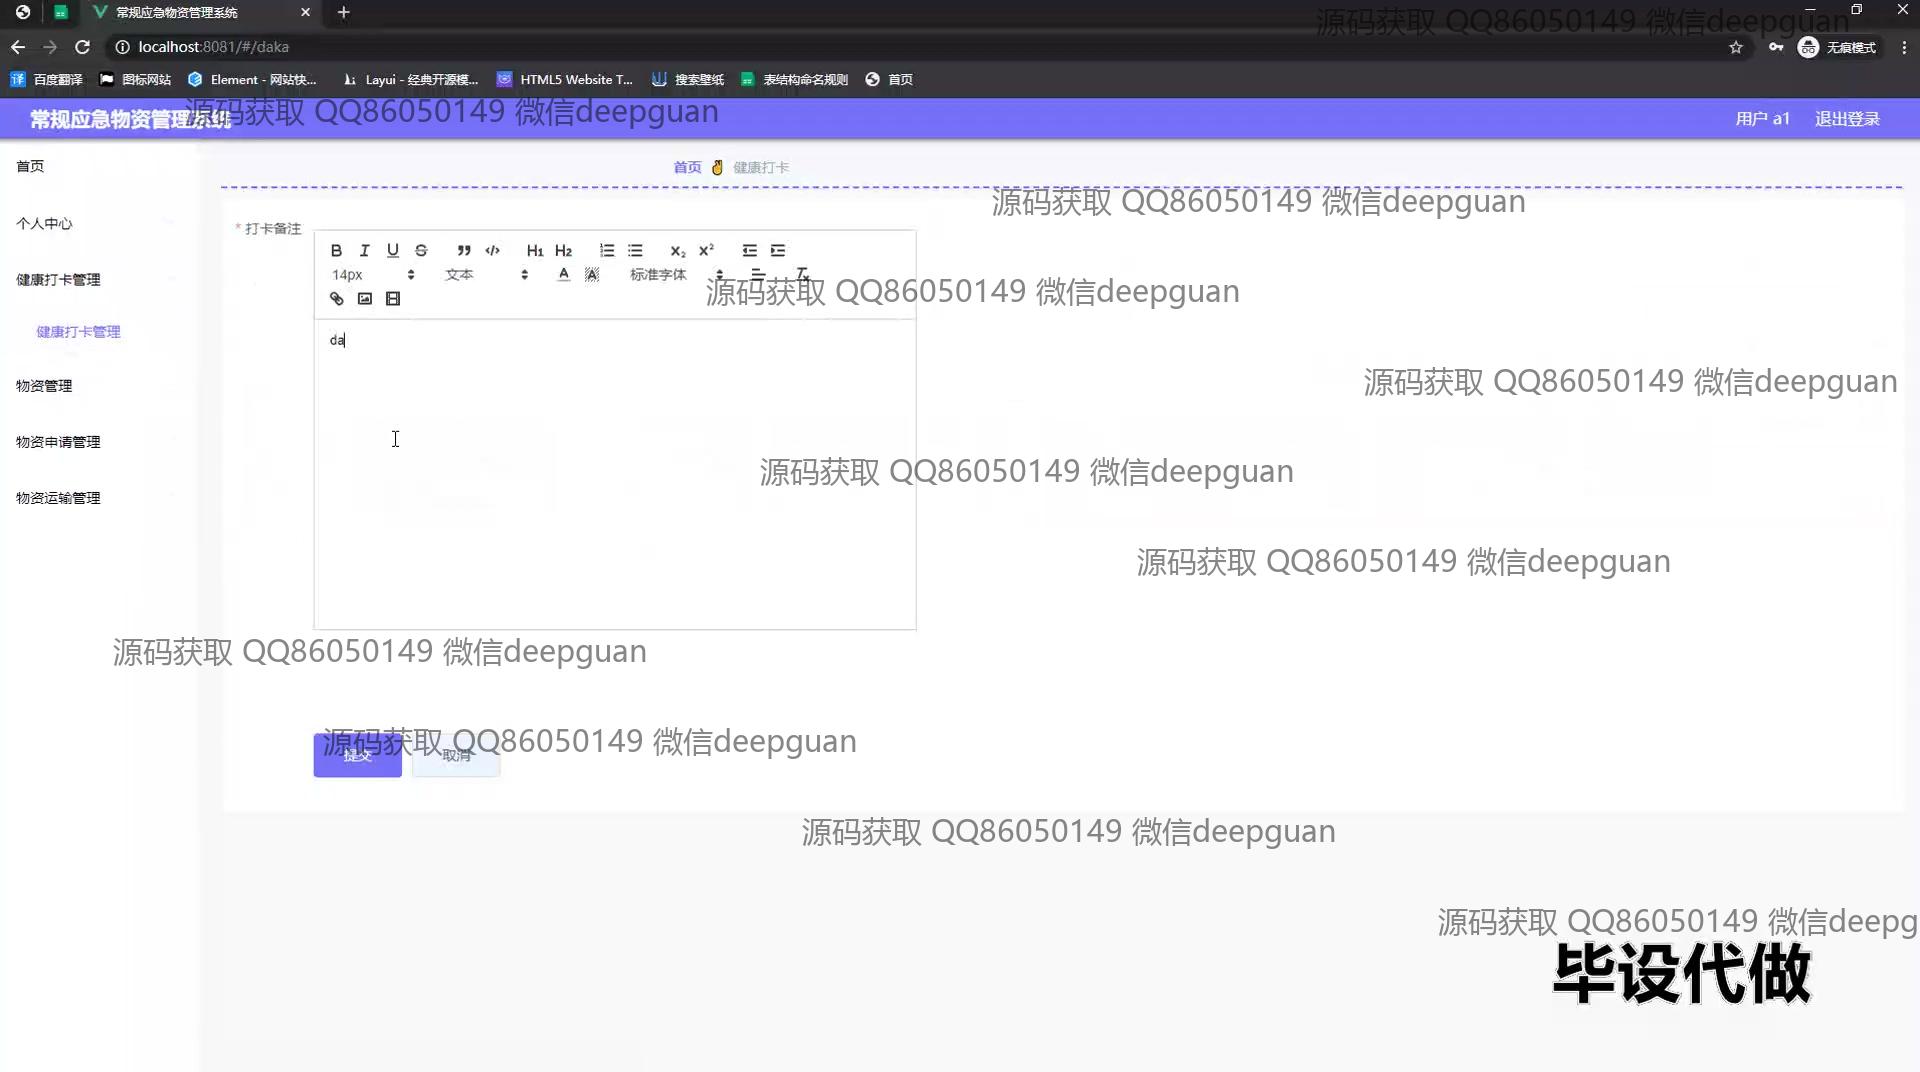 常规应急物资管理系统
源码获取 QQ86050149 微信deepguan
localhost:8081/#/daka
无痕模式
百度翻译
图标网站
Element - 网站快...
Layui - 经典开源模...
HTML5 Website T...
搜索壁纸
表结构命名规则
首页
常规应急物资管理系统
源码获取 QQ86050149 微信deepguan
用户 a1
退出登录
首页
首页
健康打卡
源码获取 QQ86050149 微信deepguan
个人中心
* 打卡备注
B I U S H1 H2 X₂ X²
14px
文本
A A
标准字体
Tx
健康打卡管理
源码获取 QQ86050149 微信deepguan
健康打卡管理
da
物资管理
源码获取 QQ86050149 微信deepguan
物资申请管理
源码获取 QQ86050149 微信deepguan
物资运输管理
源码获取 QQ86050149 微信deepguan
源码获取 QQ86050149 微信deepguan
源码获取 QQ86050149 微信deepguan
提交
取消
源码获取 QQ86050149 微信deepguan
源码获取 QQ86050149 微信deepg
毕设代做